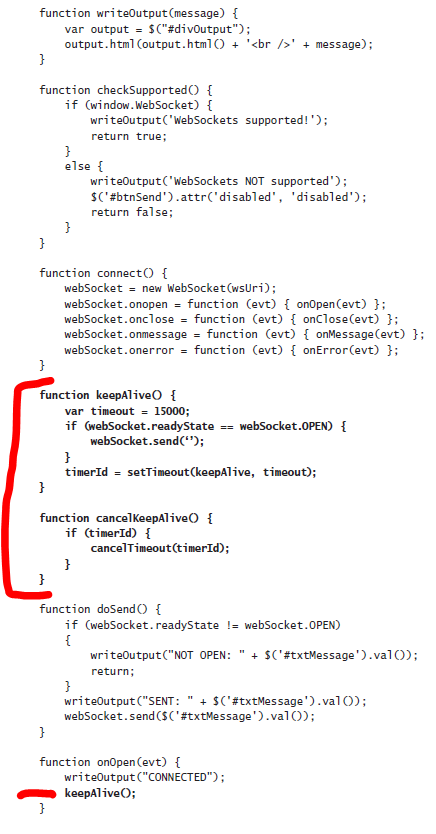 function writeOutput(message) {
var output = $("#divOutput");
output.html(output.html() + '<br />' + message);
}
function checkSupported() {
if (window.WebSocket) {
writeOutput('WebSockets supported!');
return true;
}
else {
writeOutput('WebSockets NOT supported');
$('#btnSend').attr('disabled', 'disabled');
return false;
}
}
function connect() {
webSocket = new WebSocket(wsUri);
webSocket.onopen = function (evt) { onOpen(evt) };
webSocket.onclose = function (evt) { onClose(evt) };
webSocket.onmessage = function (evt) { onMessage(evt) };
webSocket.onerror = function (evt) { onError(evt) };
}
function keepAlive() {
var timeout = 15000;
if (webSocket.readyState == webSocket.OPEN) {
webSocket.send(‘’);
}
timerId = setTimeout(keepAlive, timeout);
}
function cancelKeepAlive() {
if (timerId) {
cancelTimeout(timerId);
}
}
function doSend() {
if (webSocket.readyState != webSocket.OPEN)
{
writeOutput("NOT OPEN: " + $('#txtMessage').val());
return;
}
writeOutput("SENT: " + $('#txtMessage').val());
webSocket.send($('#txtMessage').val());
}
function onOpen(evt) {
writeOutput("CONNECTED");
keepAlive();
}